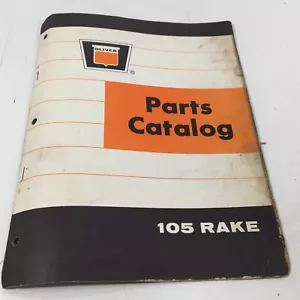 OLIVER
®
Parts
Catalog
105 RAKE